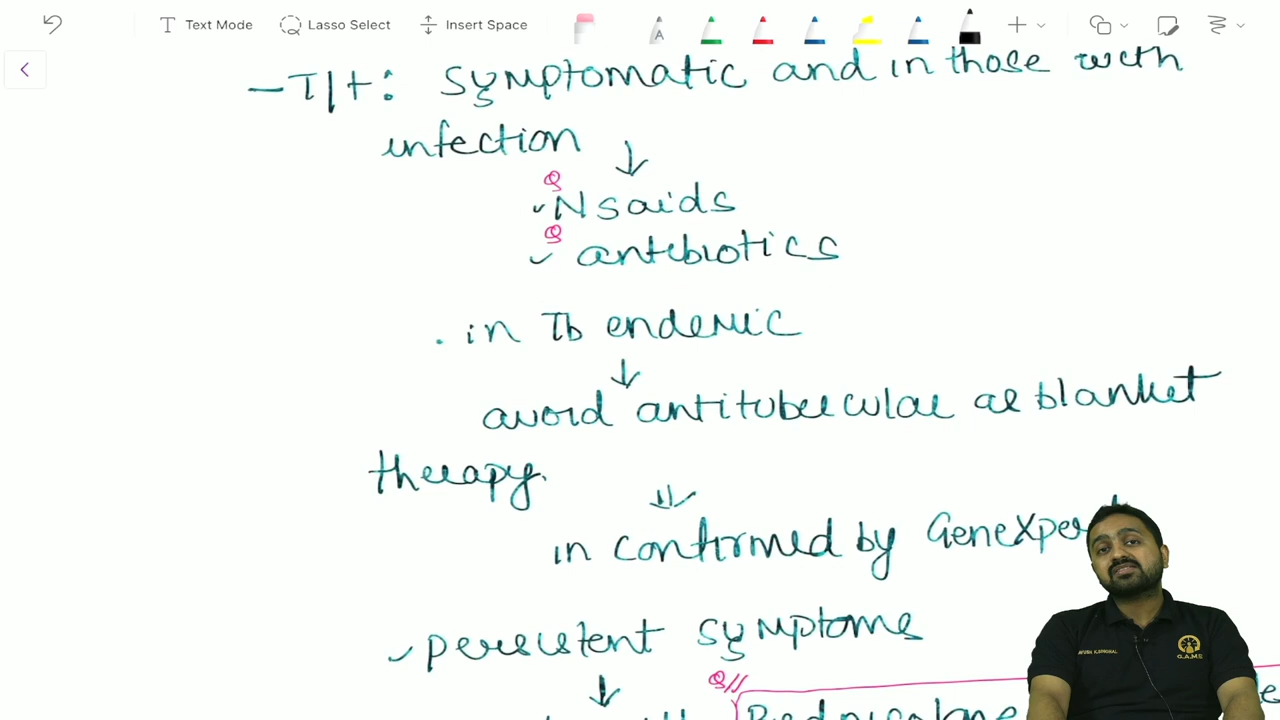 Text Mode Lasso Select Insert Space
A
- T/t: Symptomatic and in those with
infection ↓
Q
✓ Nsaids
Q
✓ antibiotics
. in Tb endemic
↓
avoid antitubercular as blanket
therapy.
⇓
in confirmed by GeneXpert
✓ persistent symptoms
↓ Q//
Prednisolone
G.A.M.E